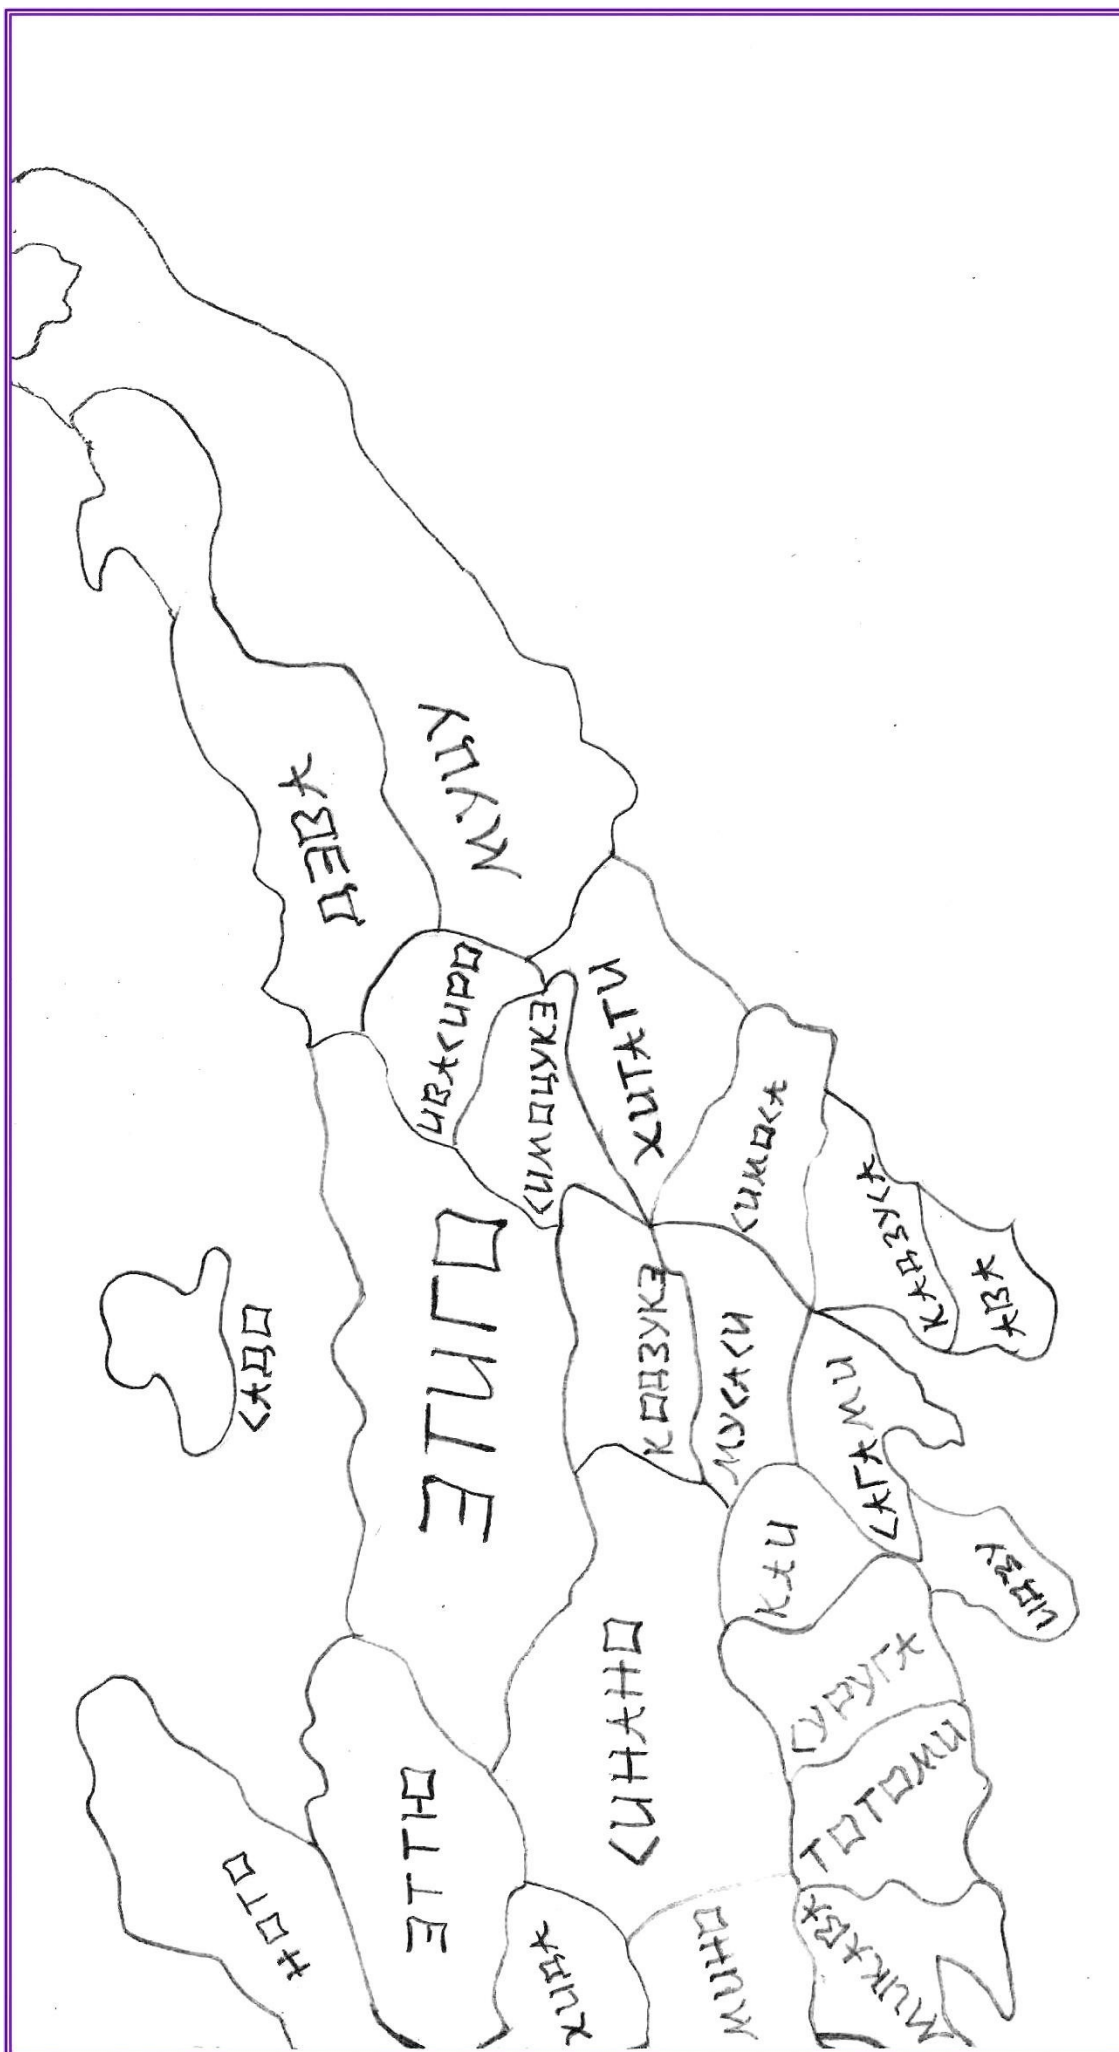 ДЭВА
МУЦУ
ИВАСИРО
СИМОЦУКЭ
ХИТАТИ
СИМОСА
КАДЗУСА
АВА
САДО
ЭТИГО
КОДЗУКЭ
МУСАСИ
САГАМИ
КАИ
ИДЗУ
СИНАНО
СУРУГА
ТОТОМИ
НОТО
ЭТТЮ
ХИДА
МИНО
МИКАВА